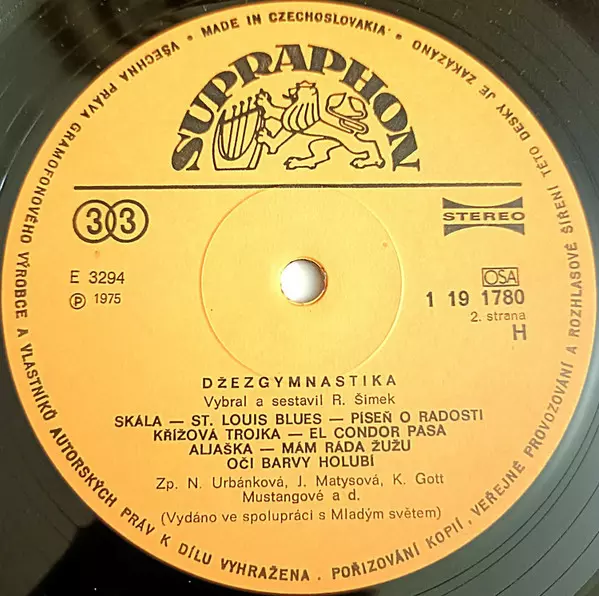 VŠECHNA PRÁVA GRAMOFONOVÉHO VÝROBCE A VLASTNÍKŮ AUTORSKÝCH PRÁV K DÍLU VYHRAŽENA . POŘIZOVÁNÍ KOPIÍ, VEŘEJNÉ PROVOZOVÁNÍ A ROZHLASOVÉ ŠÍŘENÍ TÉTO DESKY JE ZAKÁZÁNO
• MADE IN CZECHOSLOVAKIA •
SUPRAPHON
33
STEREO
E 3294
Ⓟ 1975
OSA
1 19 1780
2. strana
H
DŽEZGYMNASTIKA
Vybral a sestavil R. Šimek
SKÁLA — ST. LOUIS BLUES — PÍSEŇ O RADOSTI
KŘÍŽOVÁ TROJKA — EL CONDOR PASA
ALJAŠKA — MÁM RÁDA ŽUŽU
OČI BARVY HOLUBÍ
Zp. N. Urbánková, J. Matysová, K. Gott
Mustangové a d.
(Vydáno ve spolupráci s Mladým světem)